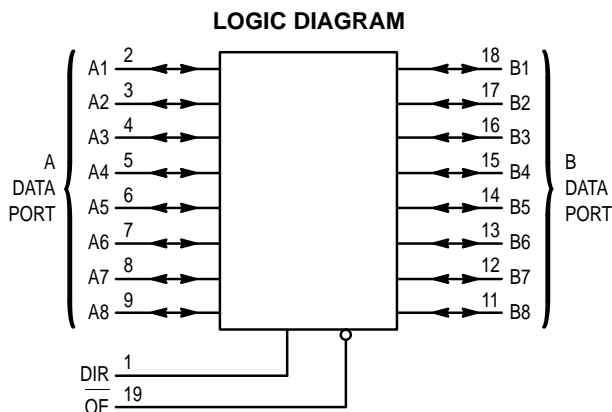 LOGIC DIAGRAM
A1 2 18 B1
A2 3 17 B2
A3 4 16 B3
A4 5 15 B4
A5 6 14 B5
A6 7 13 B6
A7 8 12 B7
A8 9 11 B8
A
DATA
PORT
B
DATA
PORT
DIR 1
OE 19